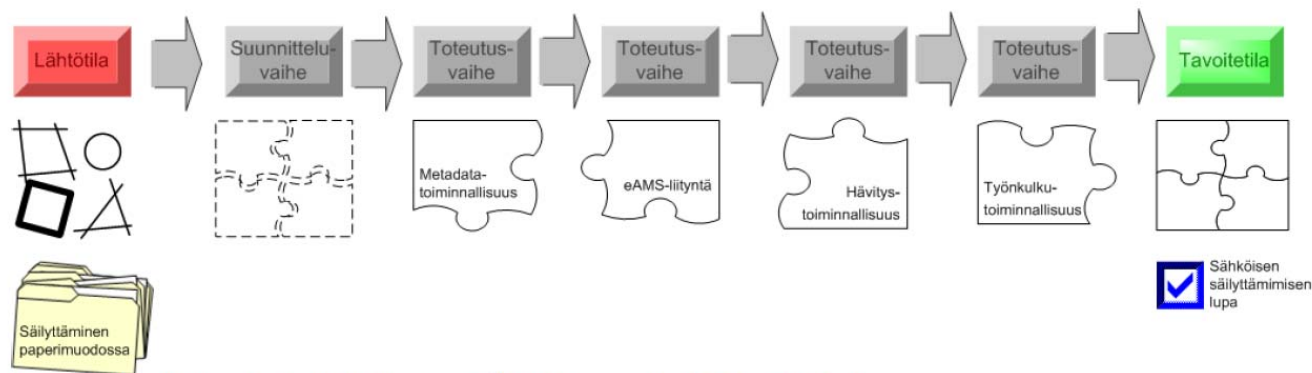 Lähtötila
Suunnittelu-
vaihe
Toteutus-
vaihe
Toteutus-
vaihe
Toteutus-
vaihe
Toteutus-
vaihe
Tavoitetila
Metadata-
toiminnallisuus
eAMS-liityntä
Hävitys-
toiminnallisuus
Työnkulku-
toiminnallisuus
Sähköisen
säilyttämimisen
lupa
Säilyttäminen
paperimuodossa